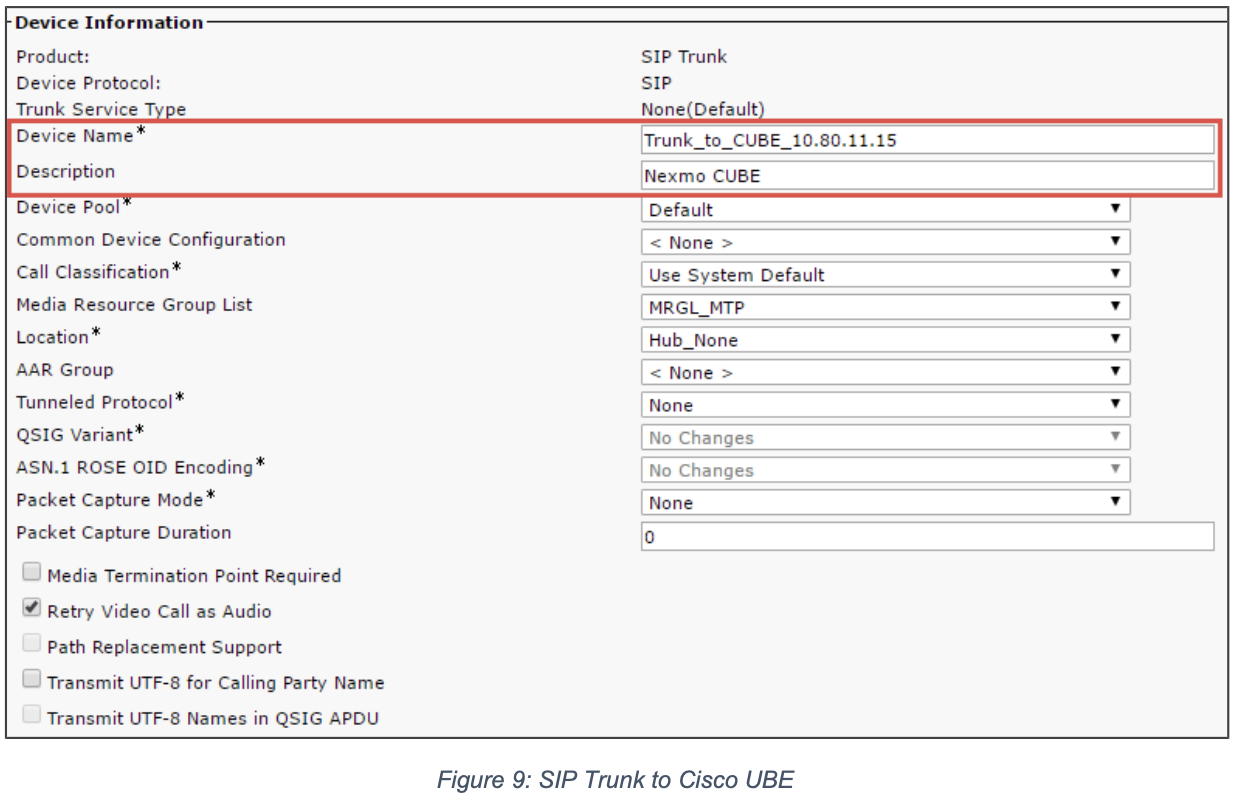 Device Information
Product: SIP Trunk
Device Protocol: SIP
Trunk Service Type None(Default)
Device Name* Trunk_to_CUBE_10.80.11.15
Description Nexmo CUBE
Device Pool* Default
Common Device Configuration < None >
Call Classification* Use System Default
Media Resource Group List MRGL_MTP
Location* Hub_None
AAR Group < None >
Tunneled Protocol* None
QSIG Variant* No Changes
ASN.1 ROSE OID Encoding* No Changes
Packet Capture Mode* None
Packet Capture Duration 0
Media Termination Point Required
Retry Video Call as Audio
Path Replacement Support
Transmit UTF-8 for Calling Party Name
Transmit UTF-8 Names in QSIG APDU
Figure 9: SIP Trunk to Cisco UBE